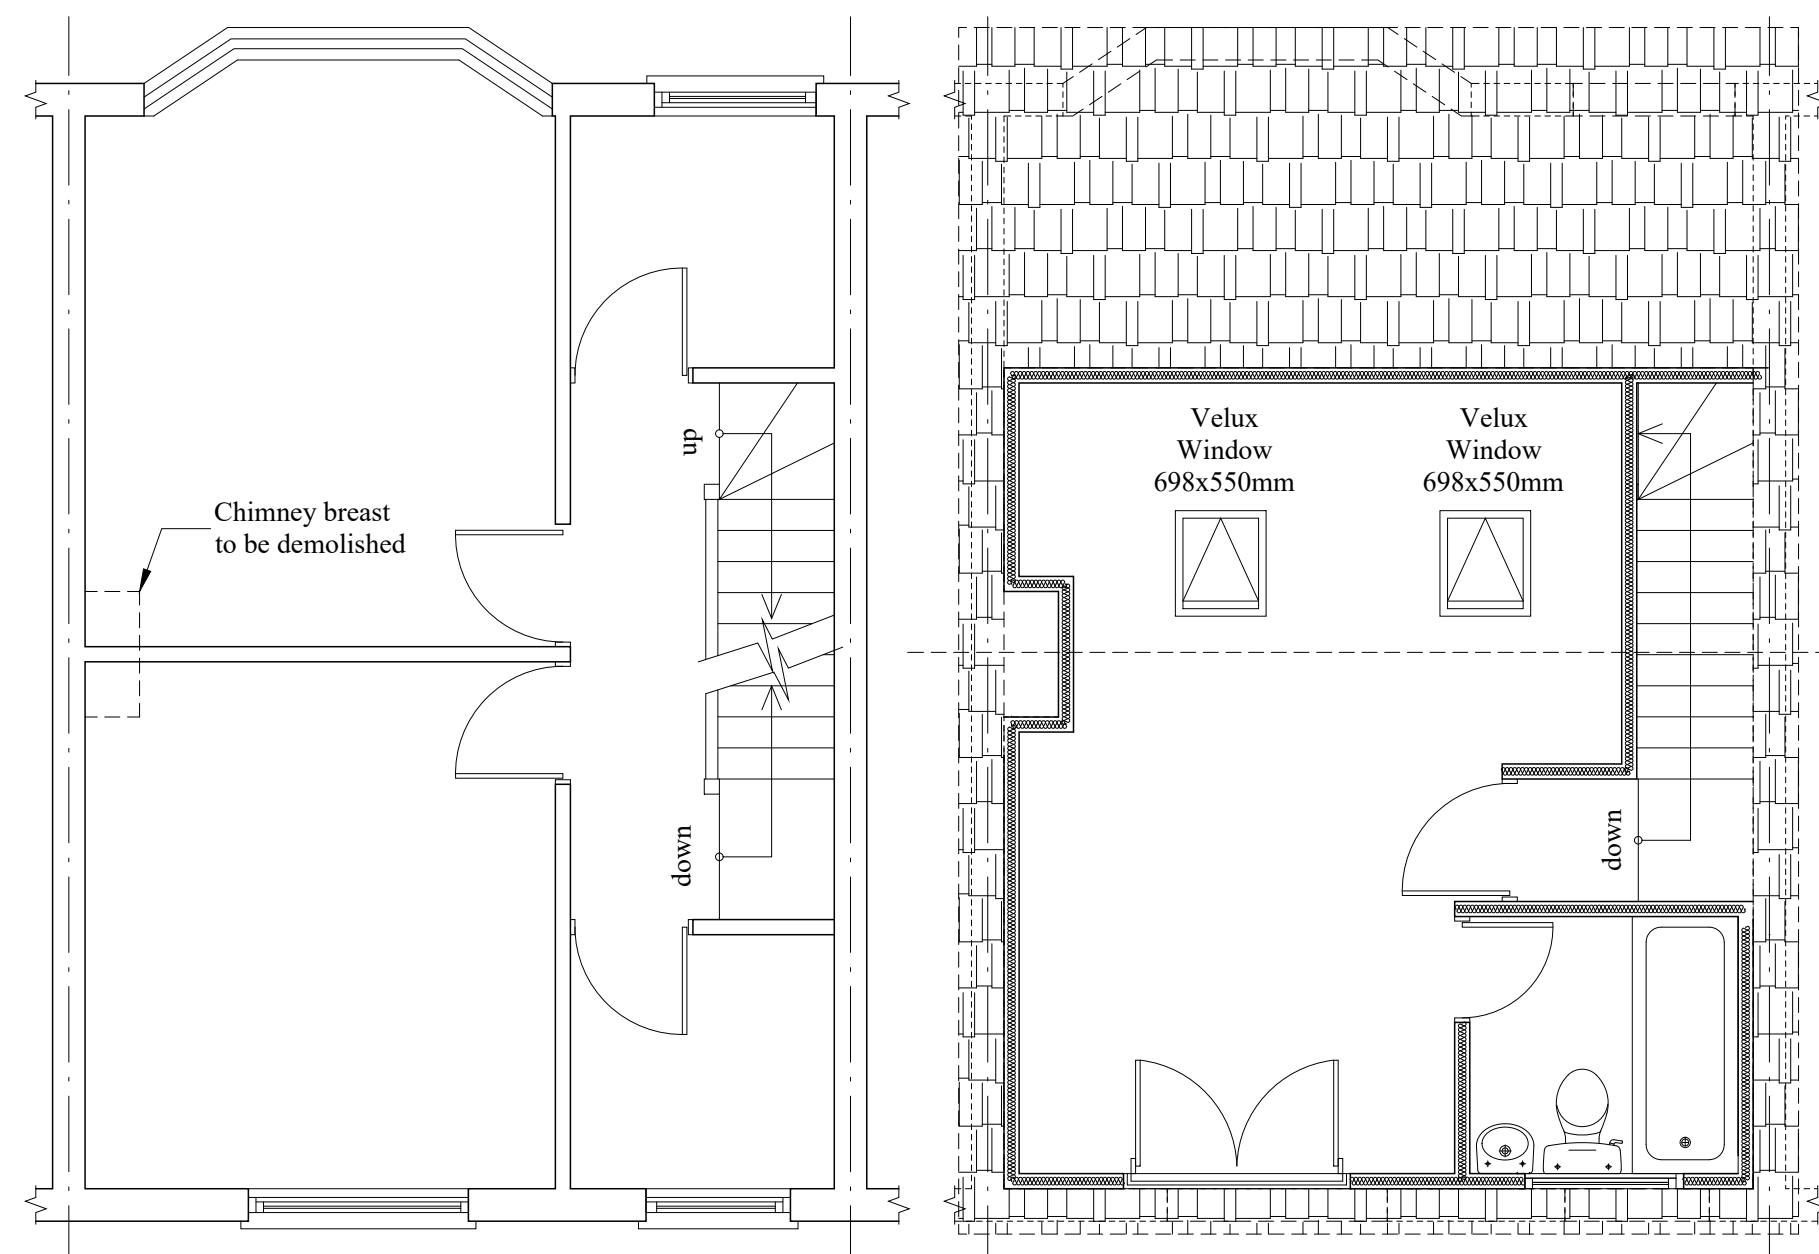 Chimney breast
to be demolished
up
down
Velux
Window
698x550mm
Velux
Window
698x550mm
down